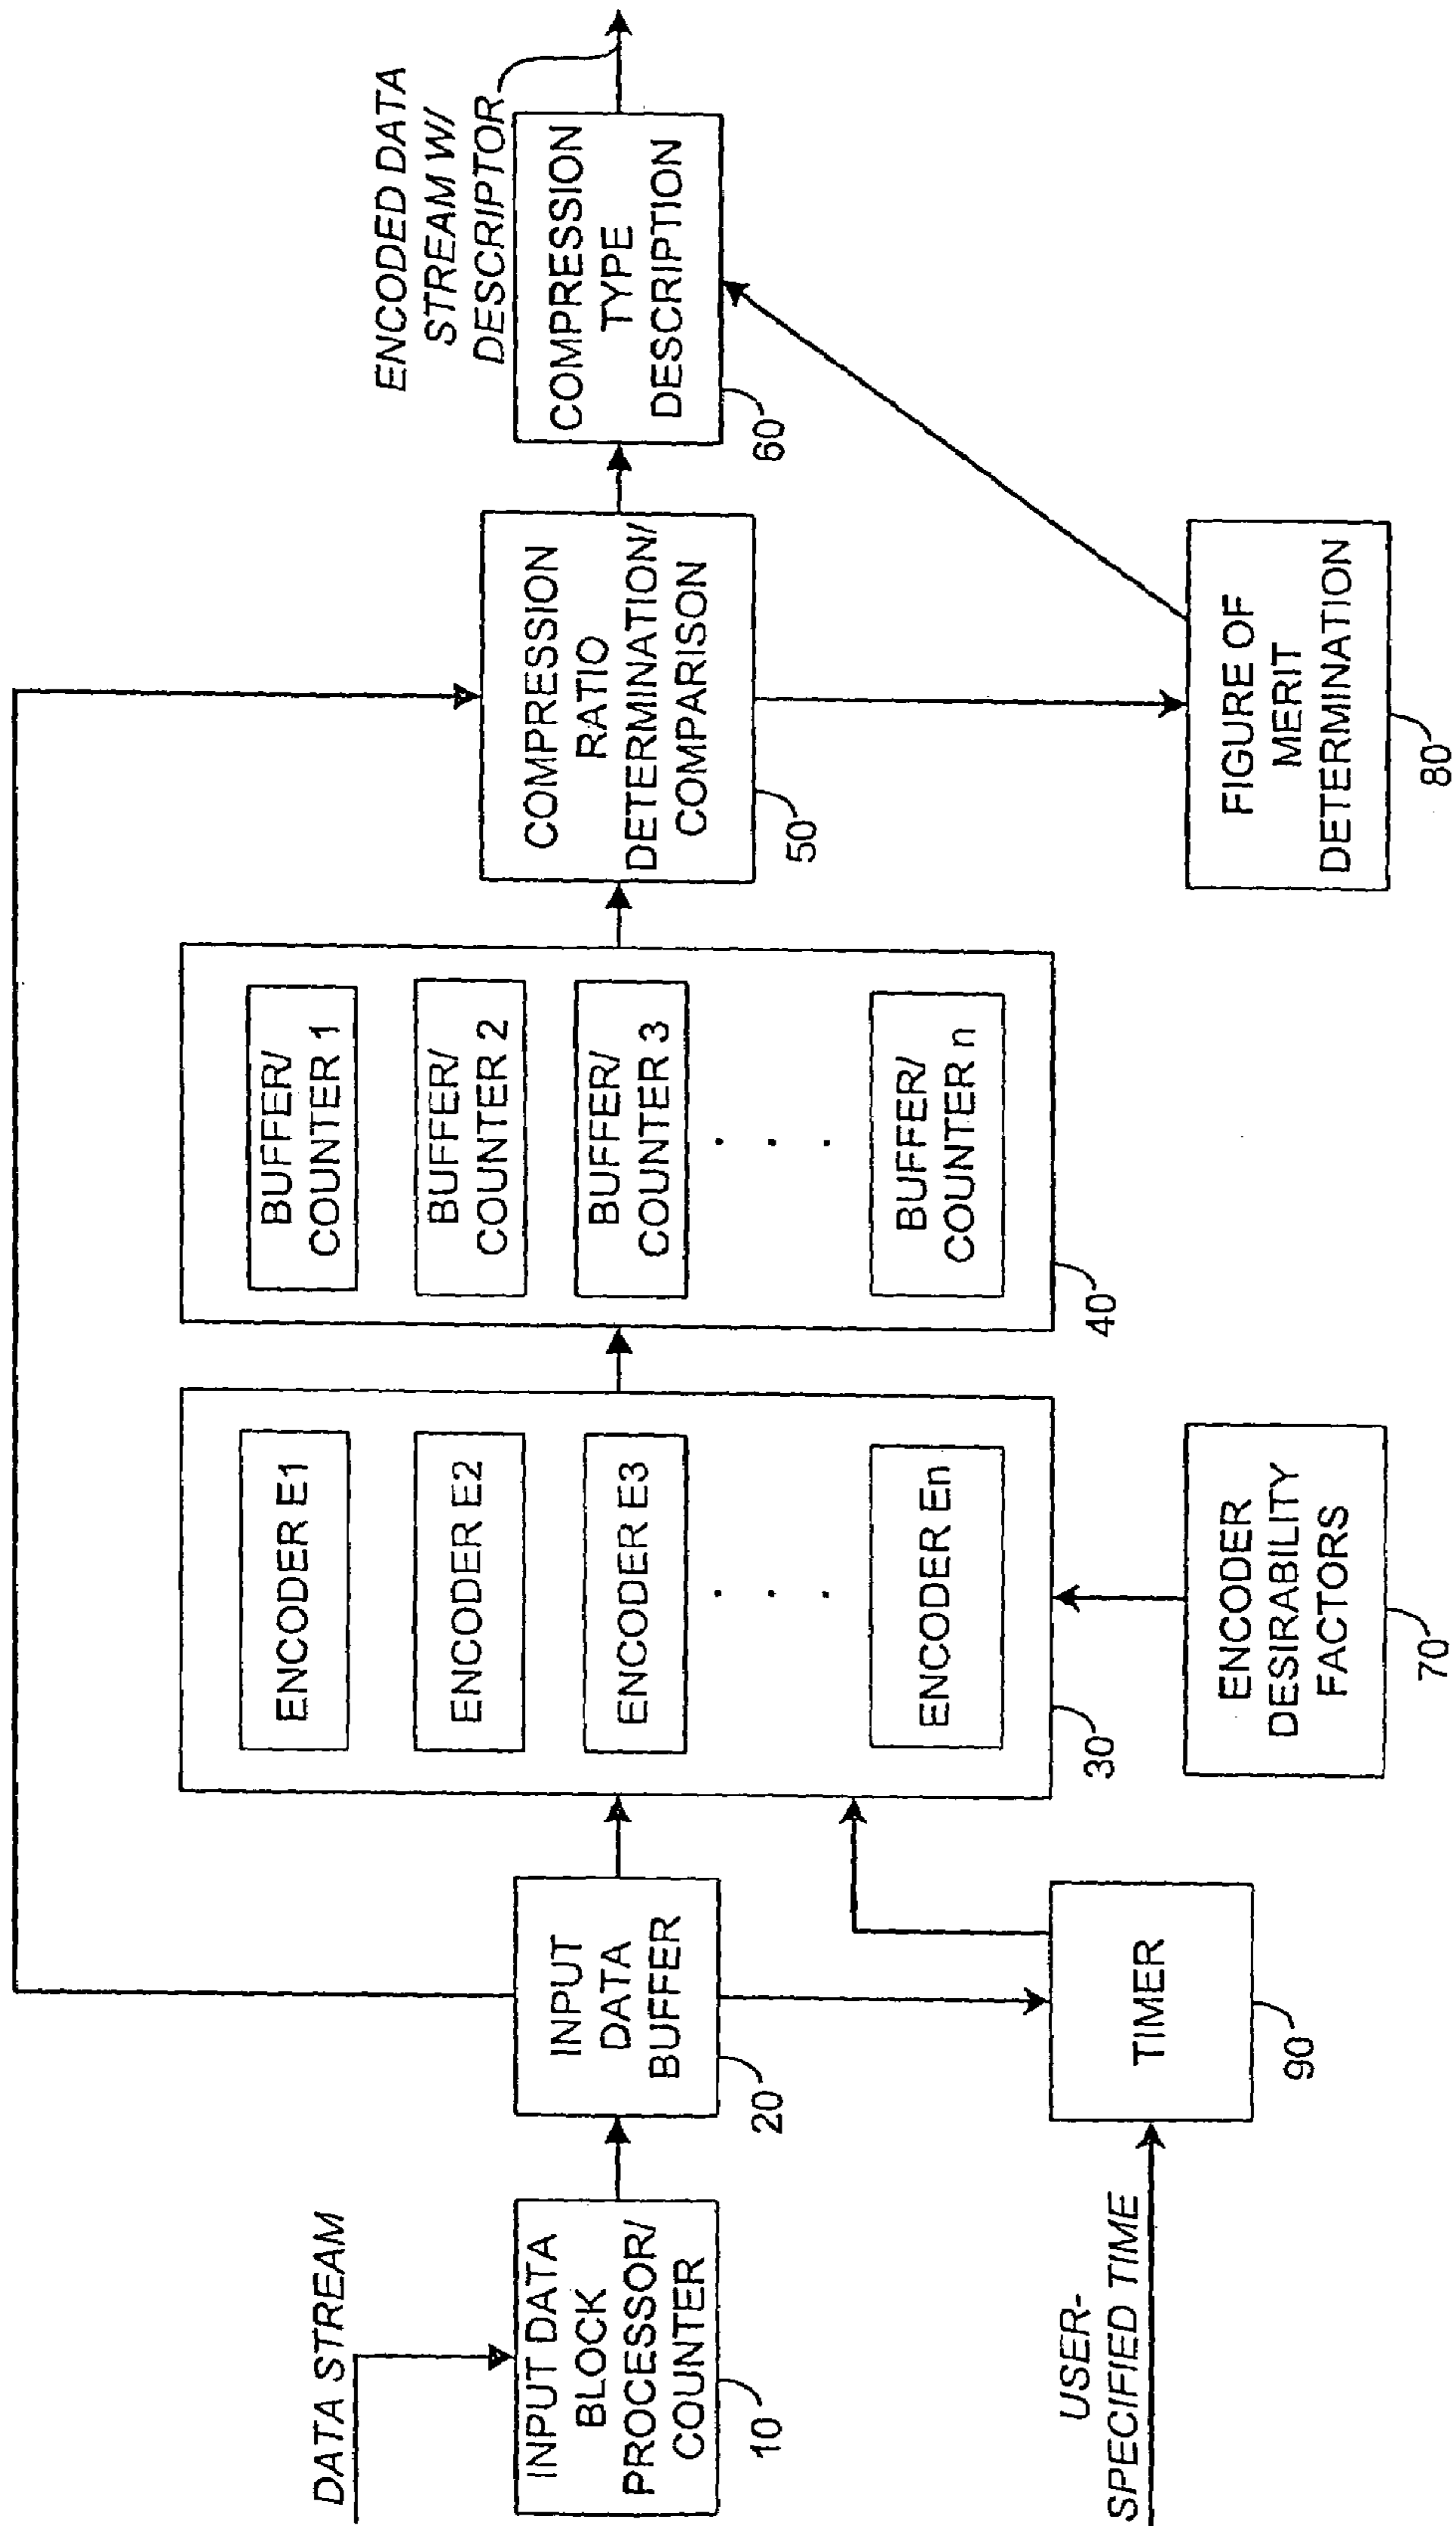 DATA STREAM
INPUT DATA
BLOCK
PROCESSOR/
COUNTER
10
INPUT
DATA
BUFFER
20
USER-
SPECIFIED TIME
TIMER
90
ENCODER E1
ENCODER E2
ENCODER E3
. . .
ENCODER En
30
ENCODER
DESIRABILITY
FACTORS
70
BUFFER/
COUNTER 1
BUFFER/
COUNTER 2
BUFFER/
COUNTER 3
. . .
BUFFER/
COUNTER n
40
COMPRESSION
RATIO
DETERMINATION/
COMPARISON
50
FIGURE OF
MERIT
DETERMINATION
80
COMPRESSION
TYPE
DESCRIPTION
60
ENCODED DATA
STREAM W/
DESCRIPTOR